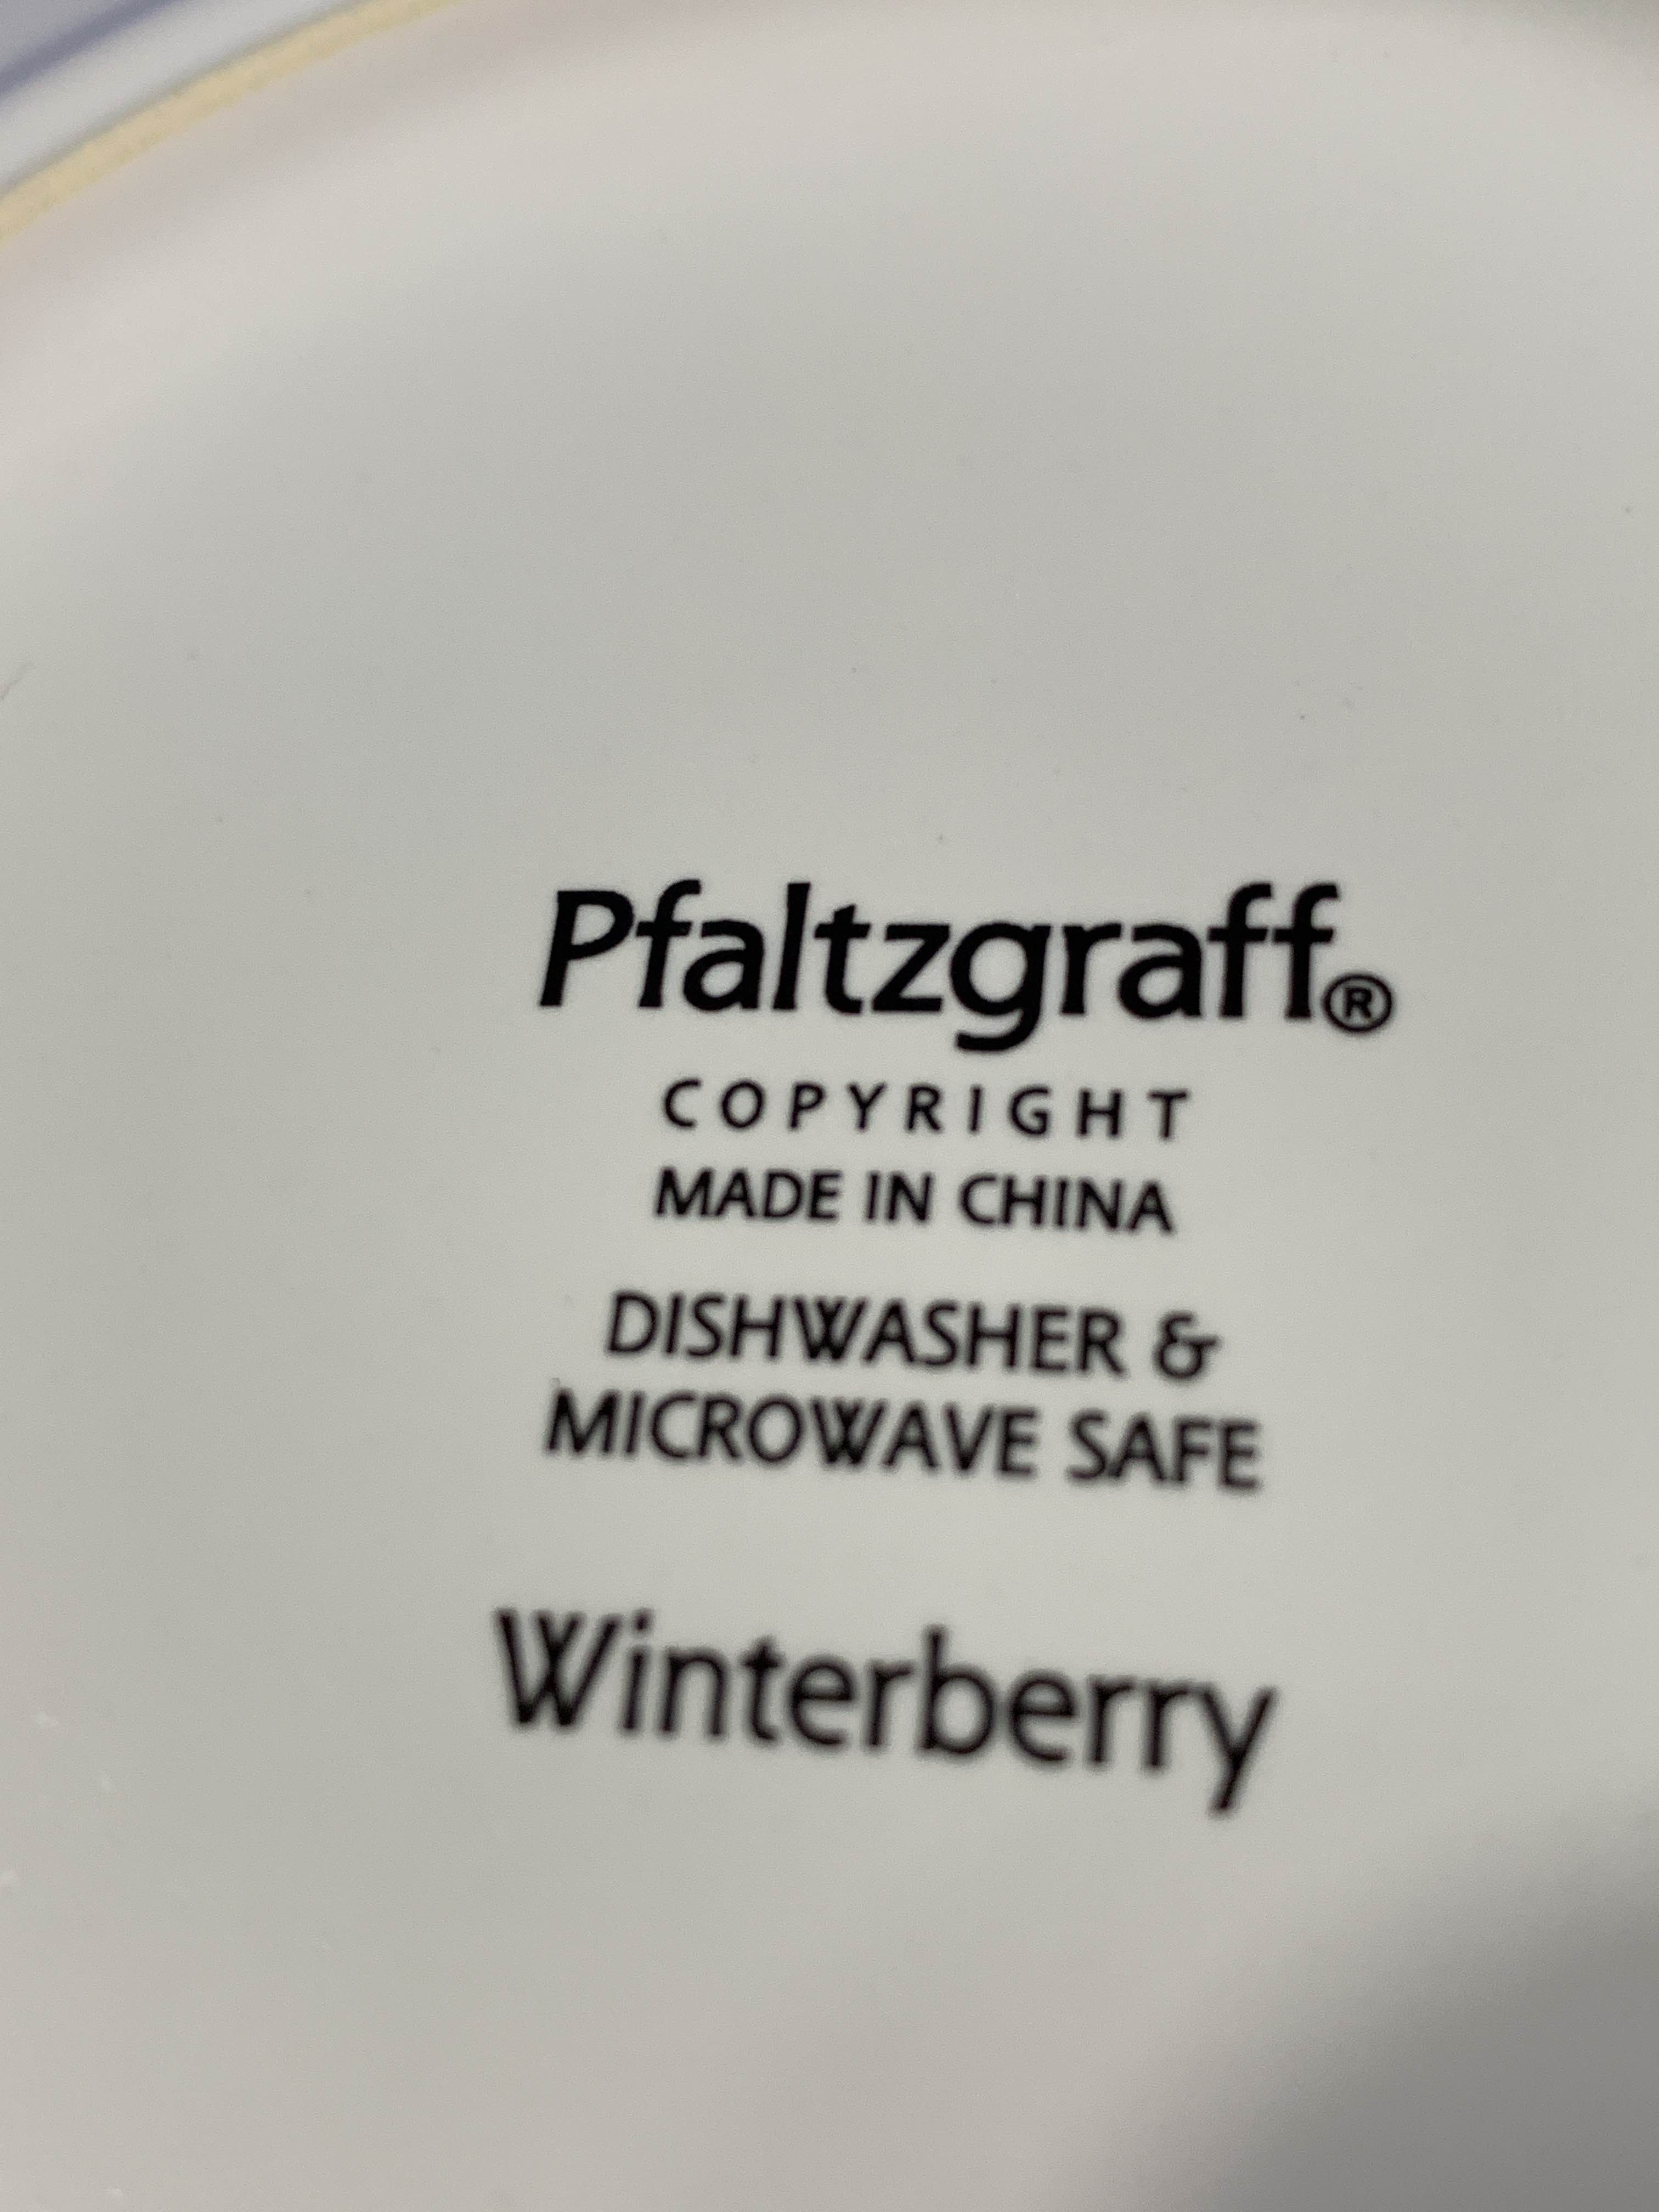 Pfaltzgraff®
COPYRIGHT
MADE IN CHINA
DISHWASHER &
MICROWAVE SAFE
Winterberry